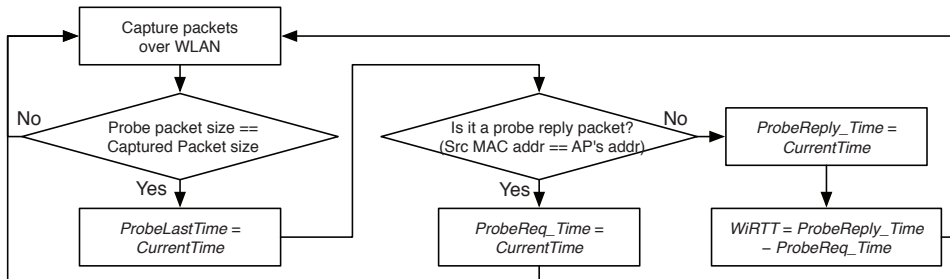 Capture packets
over WLAN
No
Probe packet size ==
Captured Packet size
Yes
ProbeLastTime =
CurrentTime
Is it a probe reply packet?
(Src MAC addr == AP's addr)
No
Yes
ProbeReq_Time =
CurrentTime
ProbeReply_Time =
CurrentTime
WiRTT = ProbeReply_Time
– ProbeReq_Time